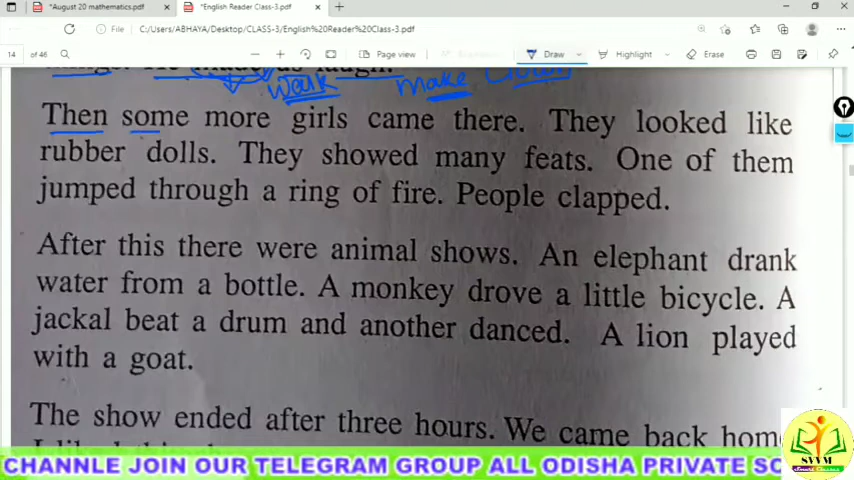 *August 20 mathematics.pdf
*English Reader Class-3.pdf
File
C:/Users/ABHAYA/Desktop/CLASS-3/English%20Reader%20Class-3.pdf
14 of 46
Page view
Draw
Highlight
Erase
laugh.
Walk Make Clown
Then some more girls came there. They looked like
rubber dolls. They showed many feats. One of them
jumped through a ring of fire. People clapped.
After this there were animal shows. An elephant drank
water from a bottle. A monkey drove a little bicycle. A
jackal beat a drum and another danced. A lion played
with a goat.
The show ended after three hours. We came back home
CHANNLE JOIN OUR TELEGRAM GROUP ALL ODISHA PRIVATE SC
SVVM
Smart Classes